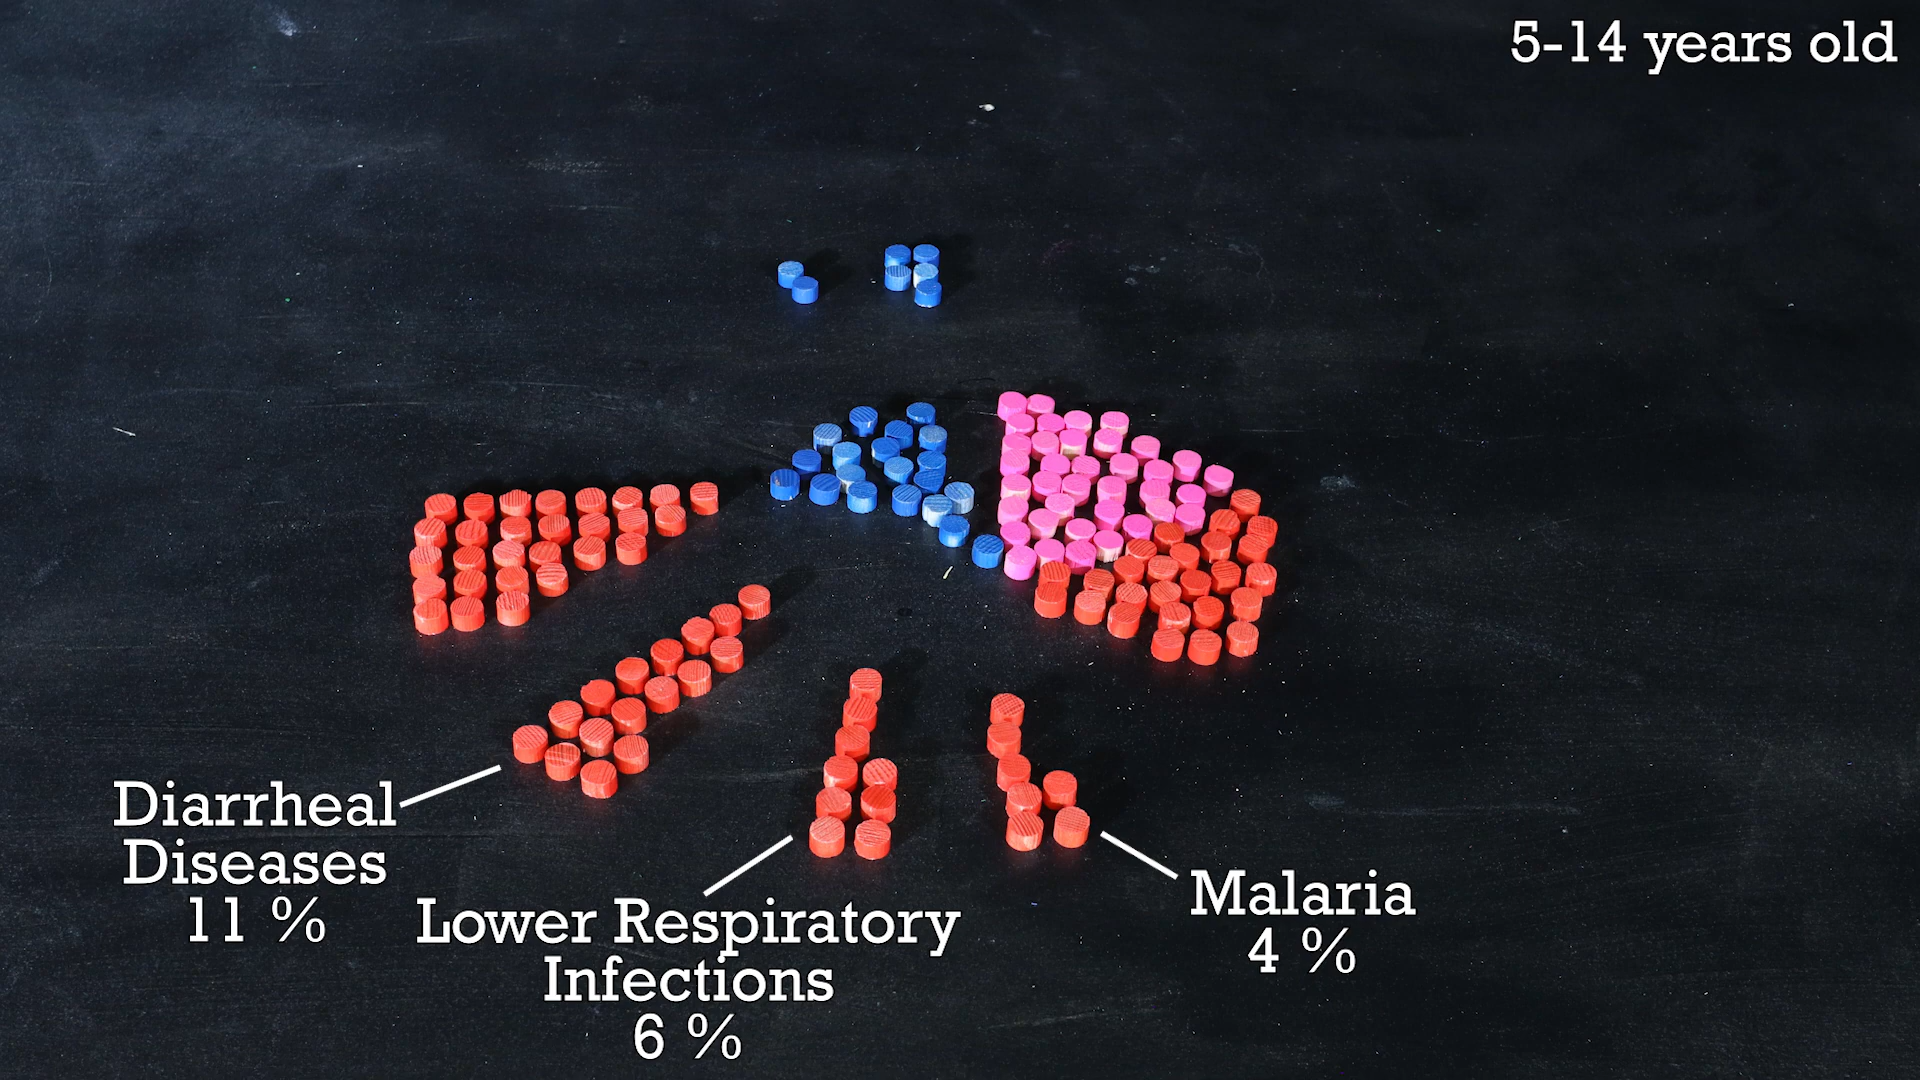 5-14 years old
Diarrheal
Diseases
11 %
Lower Respiratory
Infections
6 %
Malaria
4 %